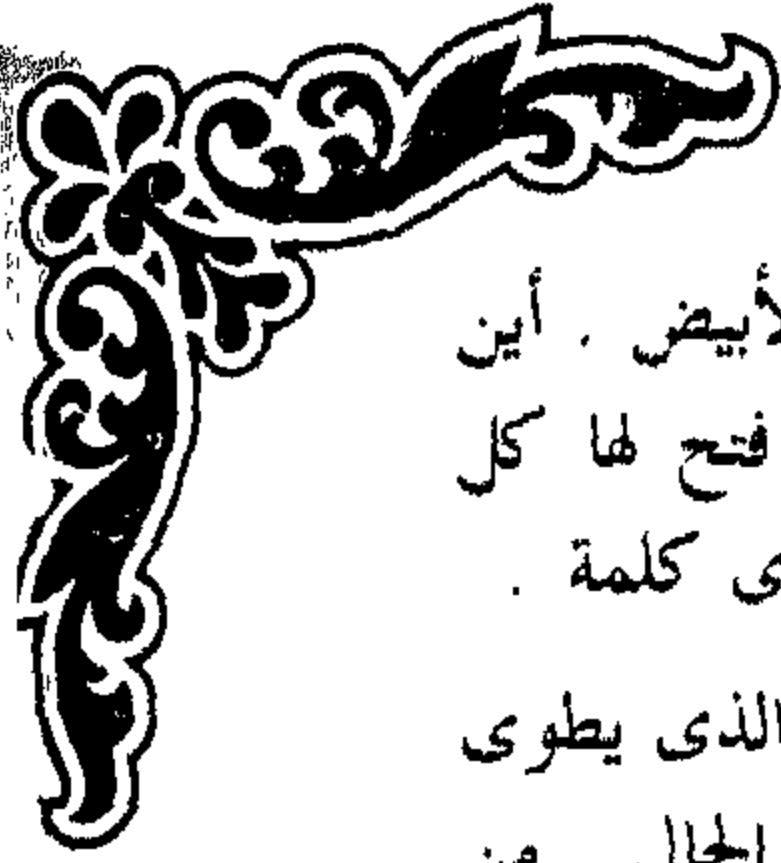 لأبيض . أين
فتح لها كل
ى كلمة .
الذى يطوى